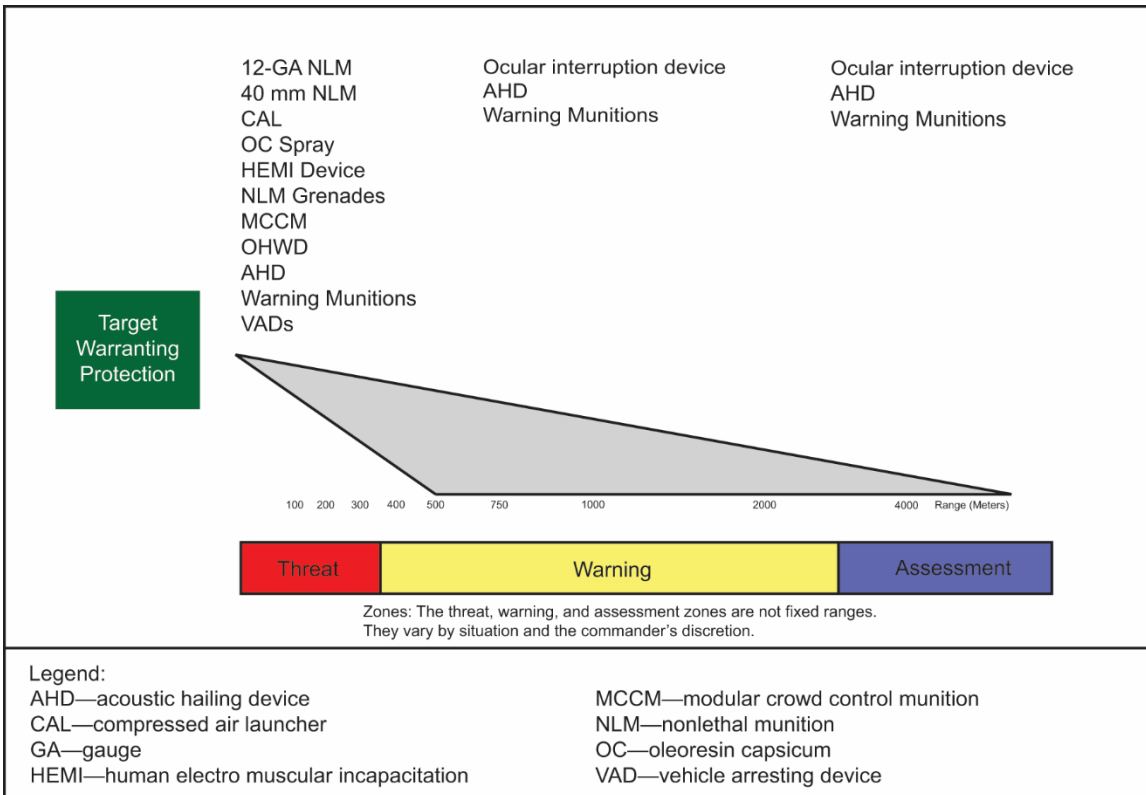 12-GA NLM
40 mm NLM
CAL
OC Spray
HEMI Device
NLM Grenades
MCCM
OHWD
AHD
Warning Munitions
VADs
Ocular interruption device
AHD
Warning Munitions
Ocular interruption device
AHD
Warning Munitions
Target
Warranting
Protection
100 200 300 400 500 750 1000 2000 4000 Range (Meters)
Threat Warning Assessment
Zones: The threat, warning, and assessment zones are not fixed ranges.
They vary by situation and the commander's discretion.
Legend:
AHD—acoustic hailing device
CAL—compressed air launcher
GA—gauge
HEMI—human electro muscular incapacitation
MCCM—modular crowd control munition
NLM—nonlethal munition
OC—oleoresin capsicum
VAD—vehicle arresting device